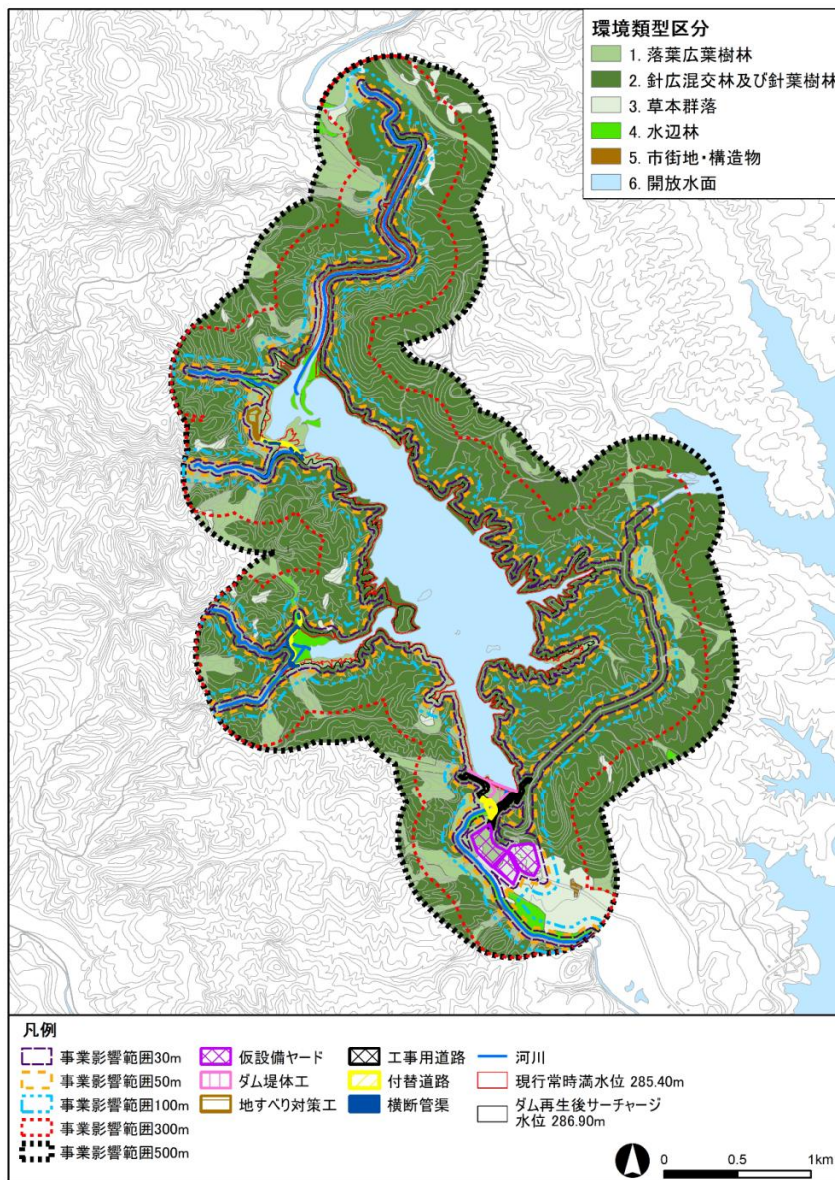 環境類型区分
1. 落葉広葉樹林
2. 針広混交林及び針葉樹林
3. 草本群落
4. 水辺林
5. 市街地・構造物
6. 開放水面
凡例
事業影響範囲30m
事業影響範囲50m
事業影響範囲100m
事業影響範囲300m
事業影響範囲500m
仮設備ヤード
ダム堤体工
地すべり対策工
工事用道路
付替道路
横断管渠
河川
現行常時満水位 285.40m
ダム再生後サーチャージ
水位 286.90m
0 0.5 1km